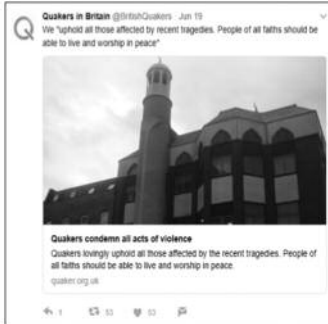 Quakers in Britain @BritishQuakers · Jun 19
We "uphold all those affected by recent tragedies. People of all faiths should be
able to live and worship in peace"
Quakers condemn all acts of violence
Quakers lovingly uphold all those affected by the recent tragedies. People of
all faiths should be able to live and worship in peace.
quaker.org.uk
1 53 53